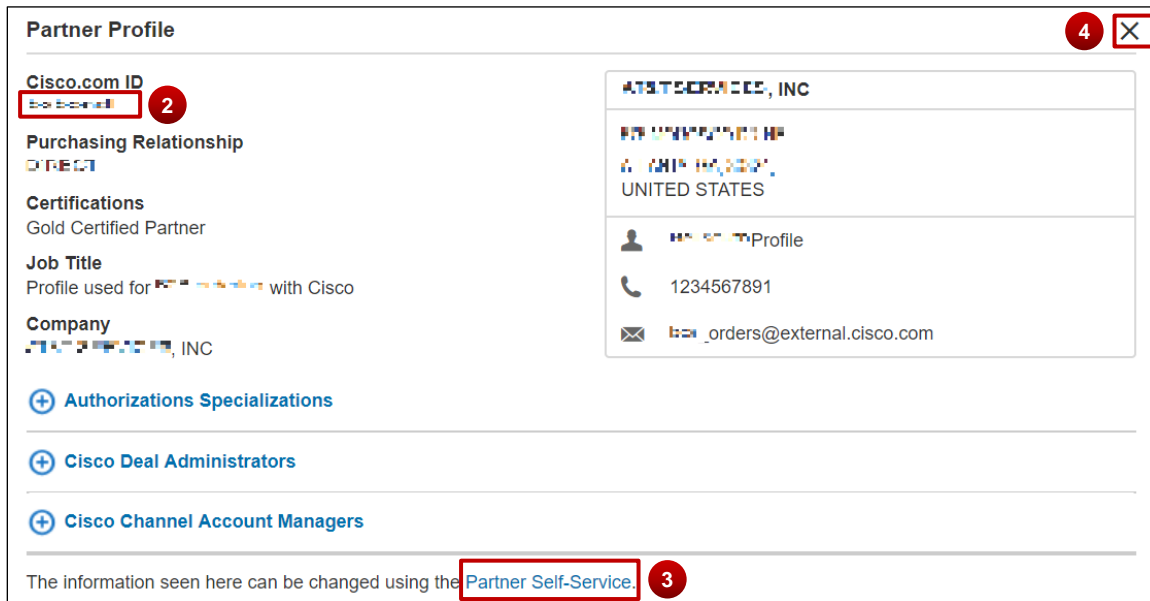 Partner Profile
4
Cisco.com ID
2
Purchasing Relationship
Certifications
Gold Certified Partner
Job Title
Profile used for with Cisco
Company
, INC
, INC
UNITED STATES
Profile
1234567891
_orders@external.cisco.com
Authorizations Specializations
Cisco Deal Administrators
Cisco Channel Account Managers
The information seen here can be changed using the Partner Self-Service.
3